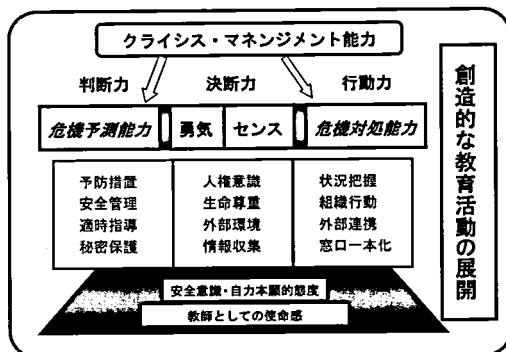 クライシス・マネンジメント能力
判断力 決断力 行動力
危機予測能力 勇気 センス 危機対処能力
予防措置 人権意識 状況把握
安全管理 生命尊重 組織行動
適時指導 外部環境 外部連携
秘密保護 情報収集 窓口一本化
安全意識・自力本願的態度
教師としての使命感
創造的な教育活動の展開